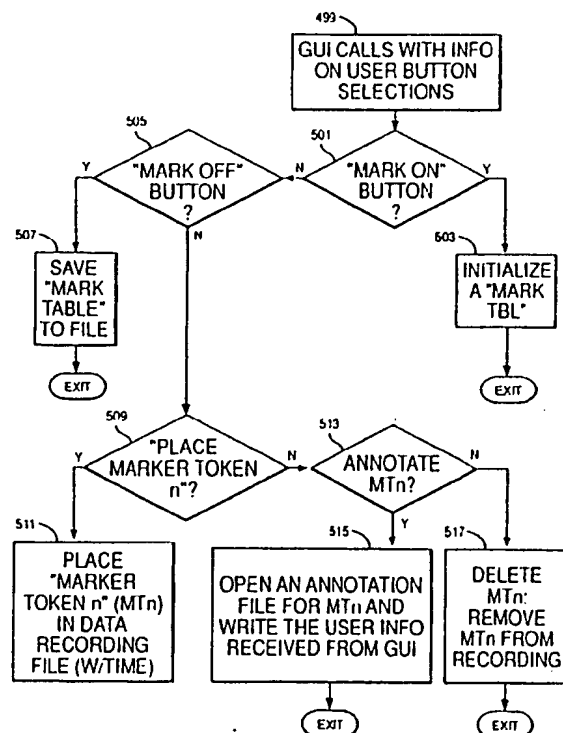 499
GUI CALLS WITH INFO
ON USER BUTTON
SELECTIONS
505
"MARK OFF"
BUTTON
?
Y
N
501
"MARK ON"
BUTTON
?
N
Y
507
SAVE
"MARK
TABLE"
TO FILE
EXIT
503
INITIALIZE
A "MARK
TBL"
EXIT
509
"PLACE
MARKER TOKEN
n"?
Y
N
513
ANNOTATE
MTn?
N
Y
511
PLACE
"MARKER
TOKEN n" (MTn)
IN DATA
RECORDING
FILE (W/TIME)
515
OPEN AN ANNOTATION
FILE FOR MTn AND
WRITE THE USER INFO
RECEIVED FROM GUI
EXIT
517
DELETE
MTn:
REMOVE
MTn FROM
RECORDING
EXIT